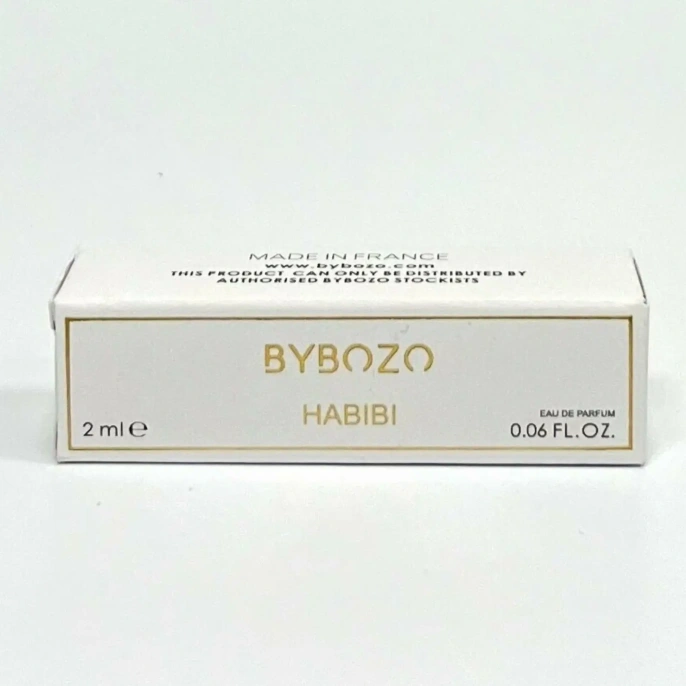 MADE IN FRANCE
www.bybozo.com
THIS PRODUCT CAN ONLY BE DISTRIBUTED BY
AUTHORISED BYBOZO STOCKISTS
BYBOZO
HABIBI
2 ml ℮
EAU DE PARFUM
0.06 FL.OZ.